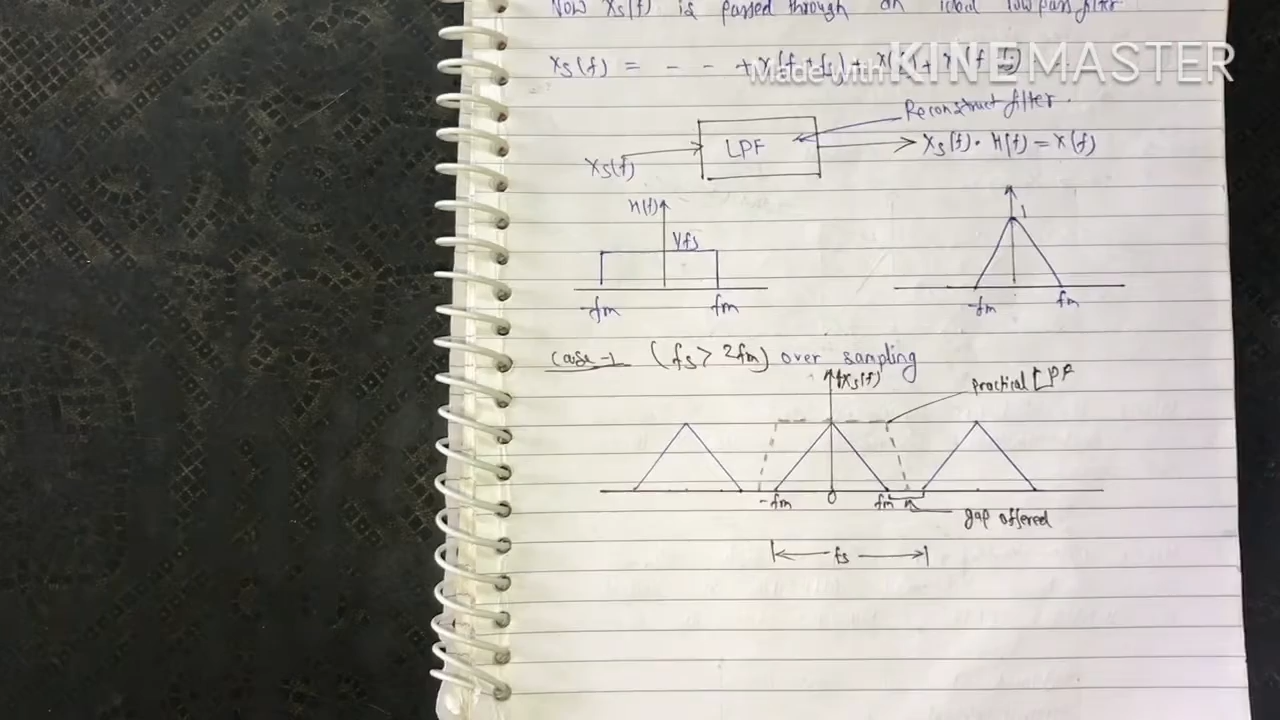 Now Xs(f) is passed through an ideal low pass filter
Xs(f) = - - + X(f+fs) + X(f) + X(f
Made with KINEMASTER
Reconstruct filter.
LPF
Xs(f)
Xs(f) • H(f) = X(f)
H(f)
1/fs
1
-fm
fm
-fm
fm
Case-1 (fs > 2fm) over sampling
Xs(f)
Practical LPF
-fm
0
fm
gap offered
fs